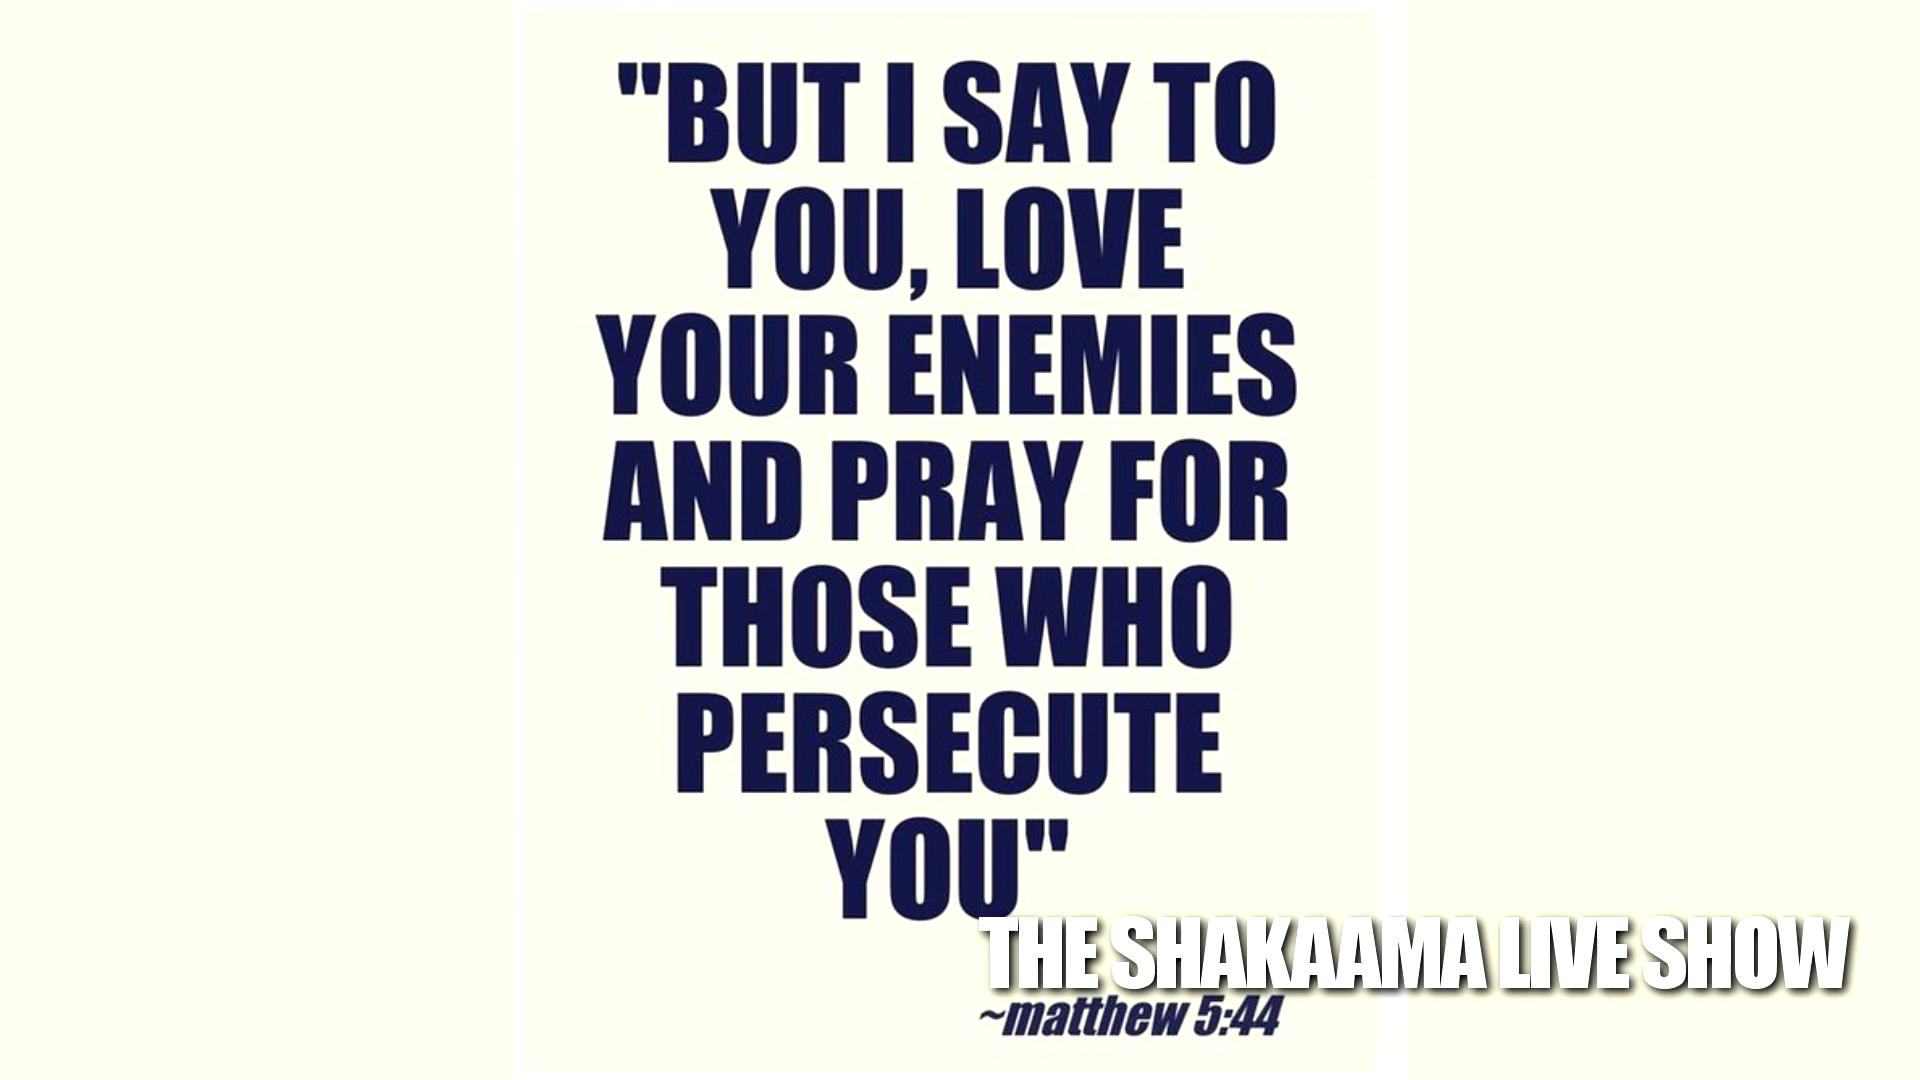 "BUT I SAY TO
YOU, LOVE
YOUR ENEMIES
AND PRAY FOR
THOSE WHO
PERSECUTE
YOU"
THE SHAKAAMA LIVE SHOW
~matthew 5:44